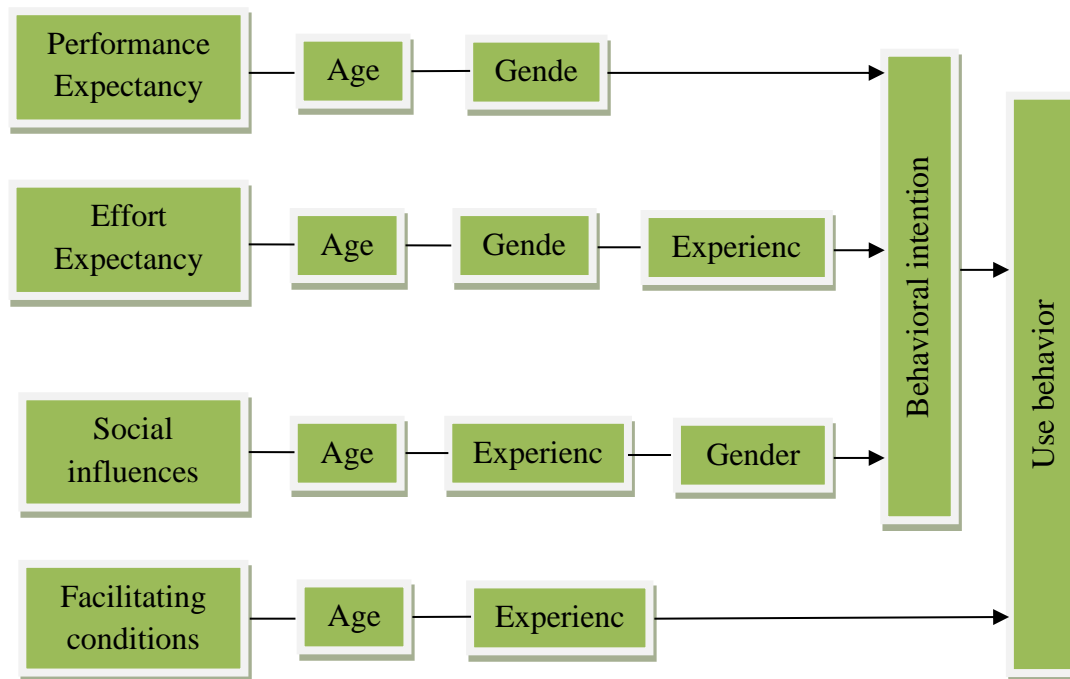 Performance
Expectancy
Age
Gende
Effort
Expectancy
Age
Gende
Experienc
Social
influences
Age
Experienc
Gender
Facilitating
conditions
Age
Experienc
Behavioral intention
Use behavior